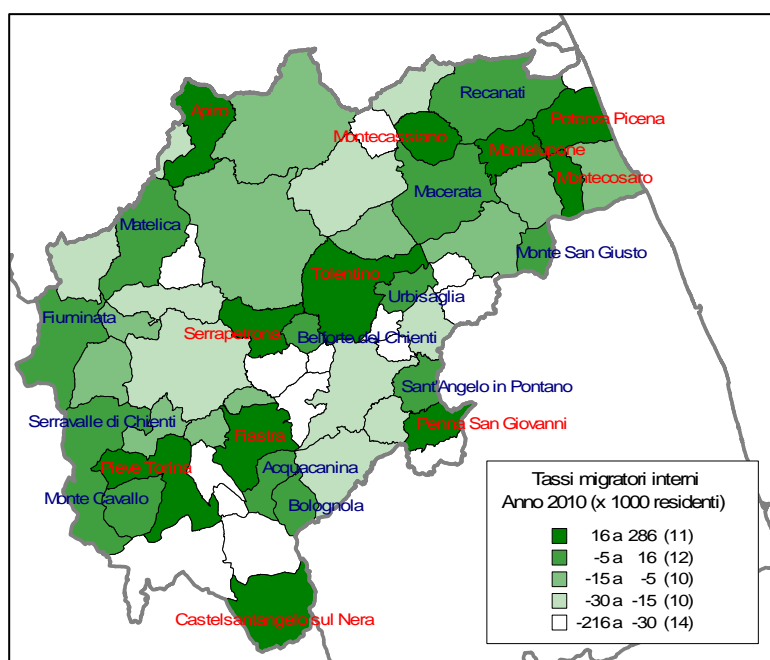 Recanati
Apiro
Potenza Picena
Montecassiano
Montelupone
Montecosaro
Macerata
Matelica
Monte San Giusto
Tolentino
Urbisaglia
Fiuminata
Serrapetrona
Belforte del Chienti
Sant'Angelo in Pontano
Serravalle di Chienti
Penna San Giovanni
Fiastra
Pieve Torina
Acquacanina
Monte Cavallo
Bolognola
Castelsantangelo sul Nera
Tassi migratori interni
Anno 2010 (x 1000 residenti)
16 a 286 (11)
-5 a 16 (12)
-15 a -5 (10)
-30 a -15 (10)
-216 a -30 (14)